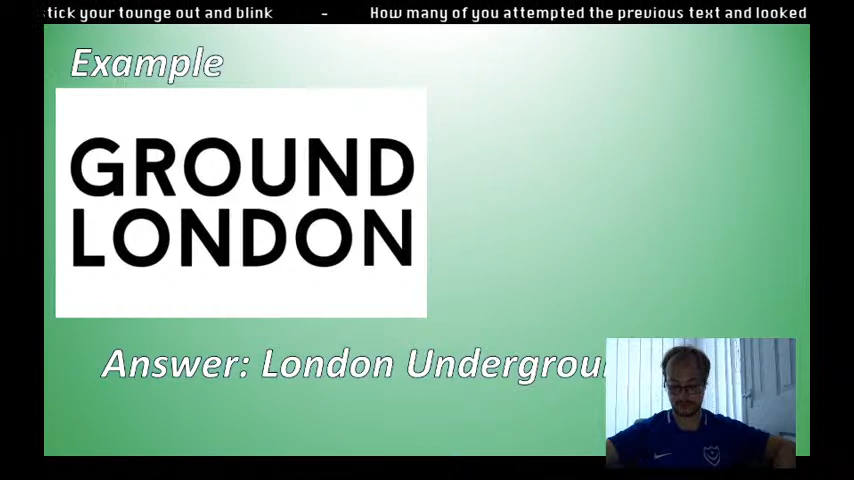 tick your tounge out and blink - How many of you attempted the previous text and looked
Example
GROUND
LONDON
Answer: London Undergrou